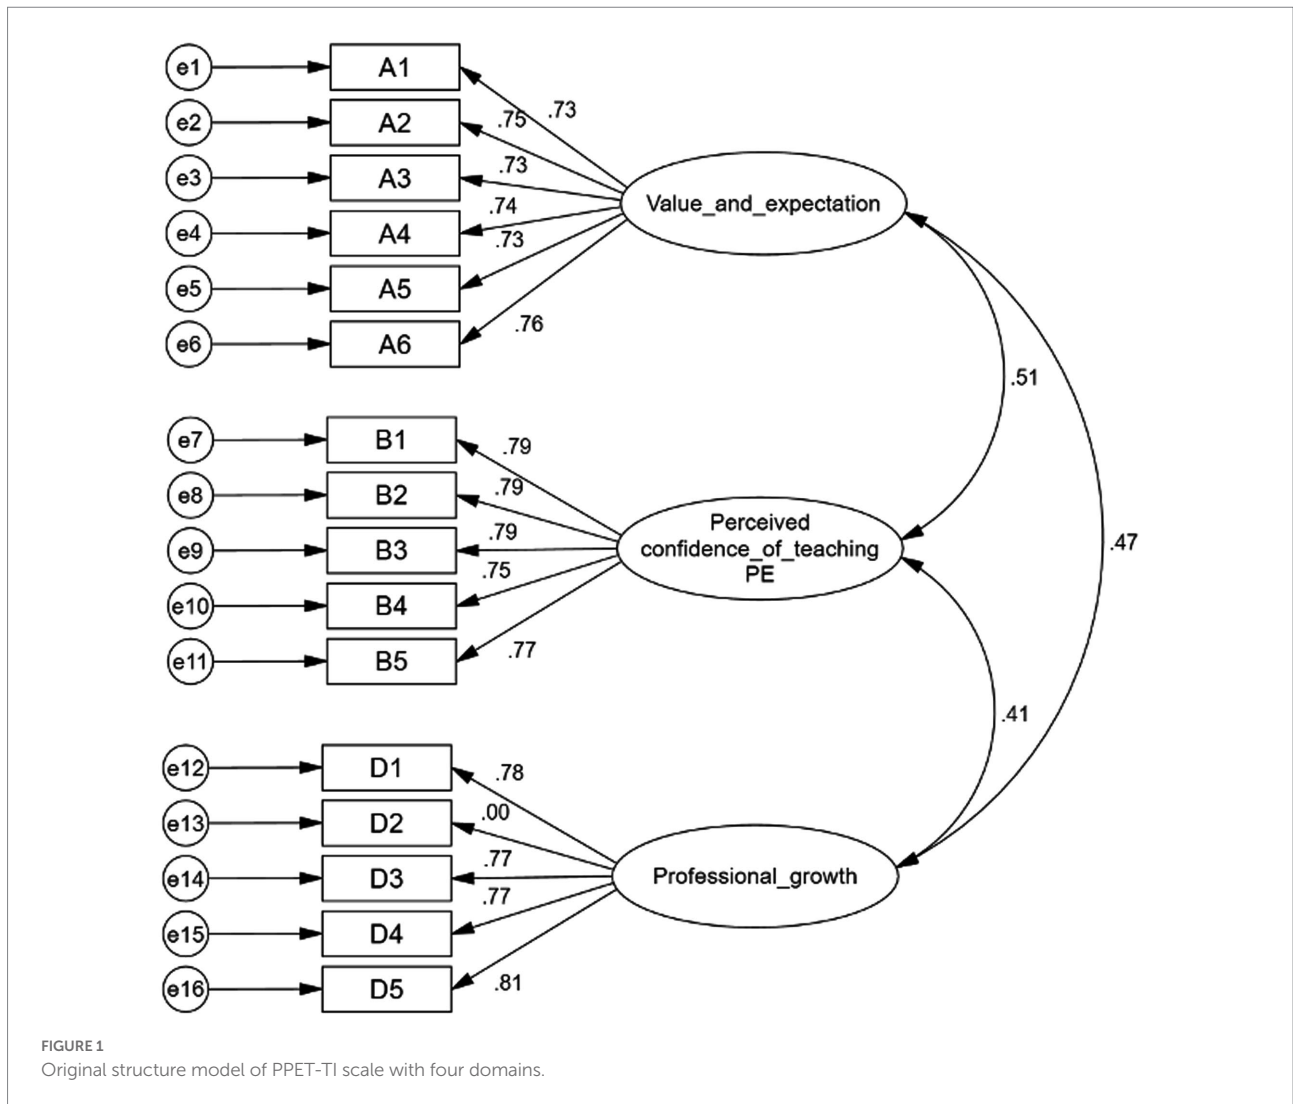 e1
A1
.73
e2
A2
.75
e3
A3
.73
Value_and_expectation
e4
A4
.74
e5
A5
.73
e6
A6
.76
.51
e7
B1
.79
e8
B2
.79
Perceived
confidence_of_teaching
PE
e9
B3
.79
.47
e10
B4
.75
e11
B5
.77
.41
e12
D1
.78
e13
D2
.00
e14
D3
.77
Professional_growth
e15
D4
.77
e16
D5
.81
FIGURE 1
Original structure model of PPET-TI scale with four domains.